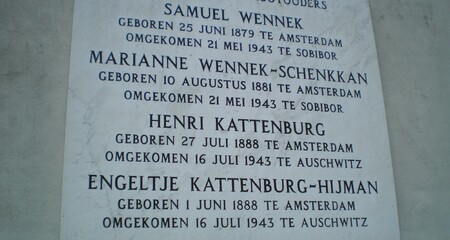 SAMUEL WENNEK
GEBOREN 25 JUNI 1879 TE AMSTERDAM
OMGEKOMEN 21 MEI 1943 TE SOBIBOR
MARIANNE WENNEK-SCHENKKAN
GEBOREN 10 AUGUSTUS 1881 TE AMSTERDAM
OMGEKOMEN 21 MEI 1943 TE SOBIBOR
HENRI KATTENBURG
GEBOREN 27 JULI 1888 TE AMSTERDAM
OMGEKOMEN 16 JULI 1943 TE AUSCHWITZ
ENGELTJE KATTENBURG-HIJMAN
GEBOREN 1 JUNI 1888 TE AMSTERDAM
OMGEKOMEN 16 JULI 1943 TE AUSCHWITZ